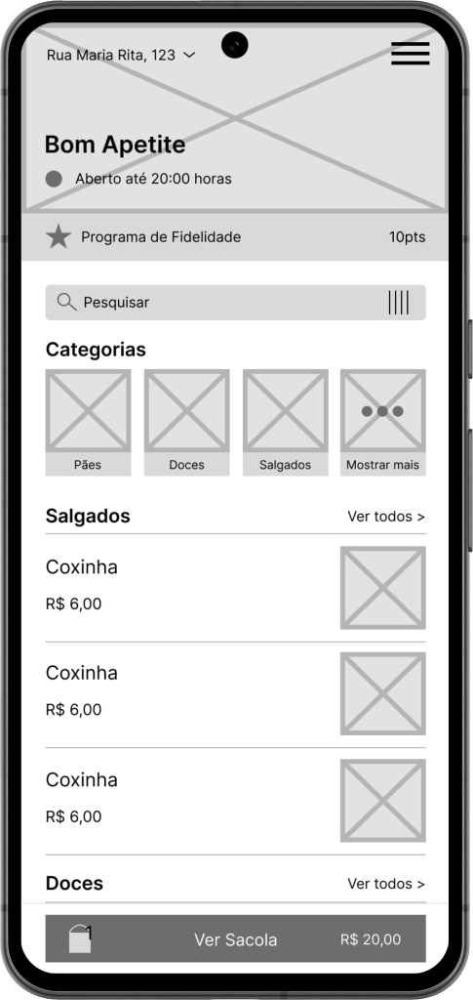 Rua Maria Rita, 123
Bom Apetite
Aberto até 20:00 horas
Programa de Fidelidade 10pts
Pesquisar
Categorias
Pães Doces Salgados Mostrar mais
Salgados Ver todos >
Coxinha
R$ 6,00
Coxinha
R$ 6,00
Coxinha
R$ 6,00
Doces Ver todos >
1 Ver Sacola R$ 20,00